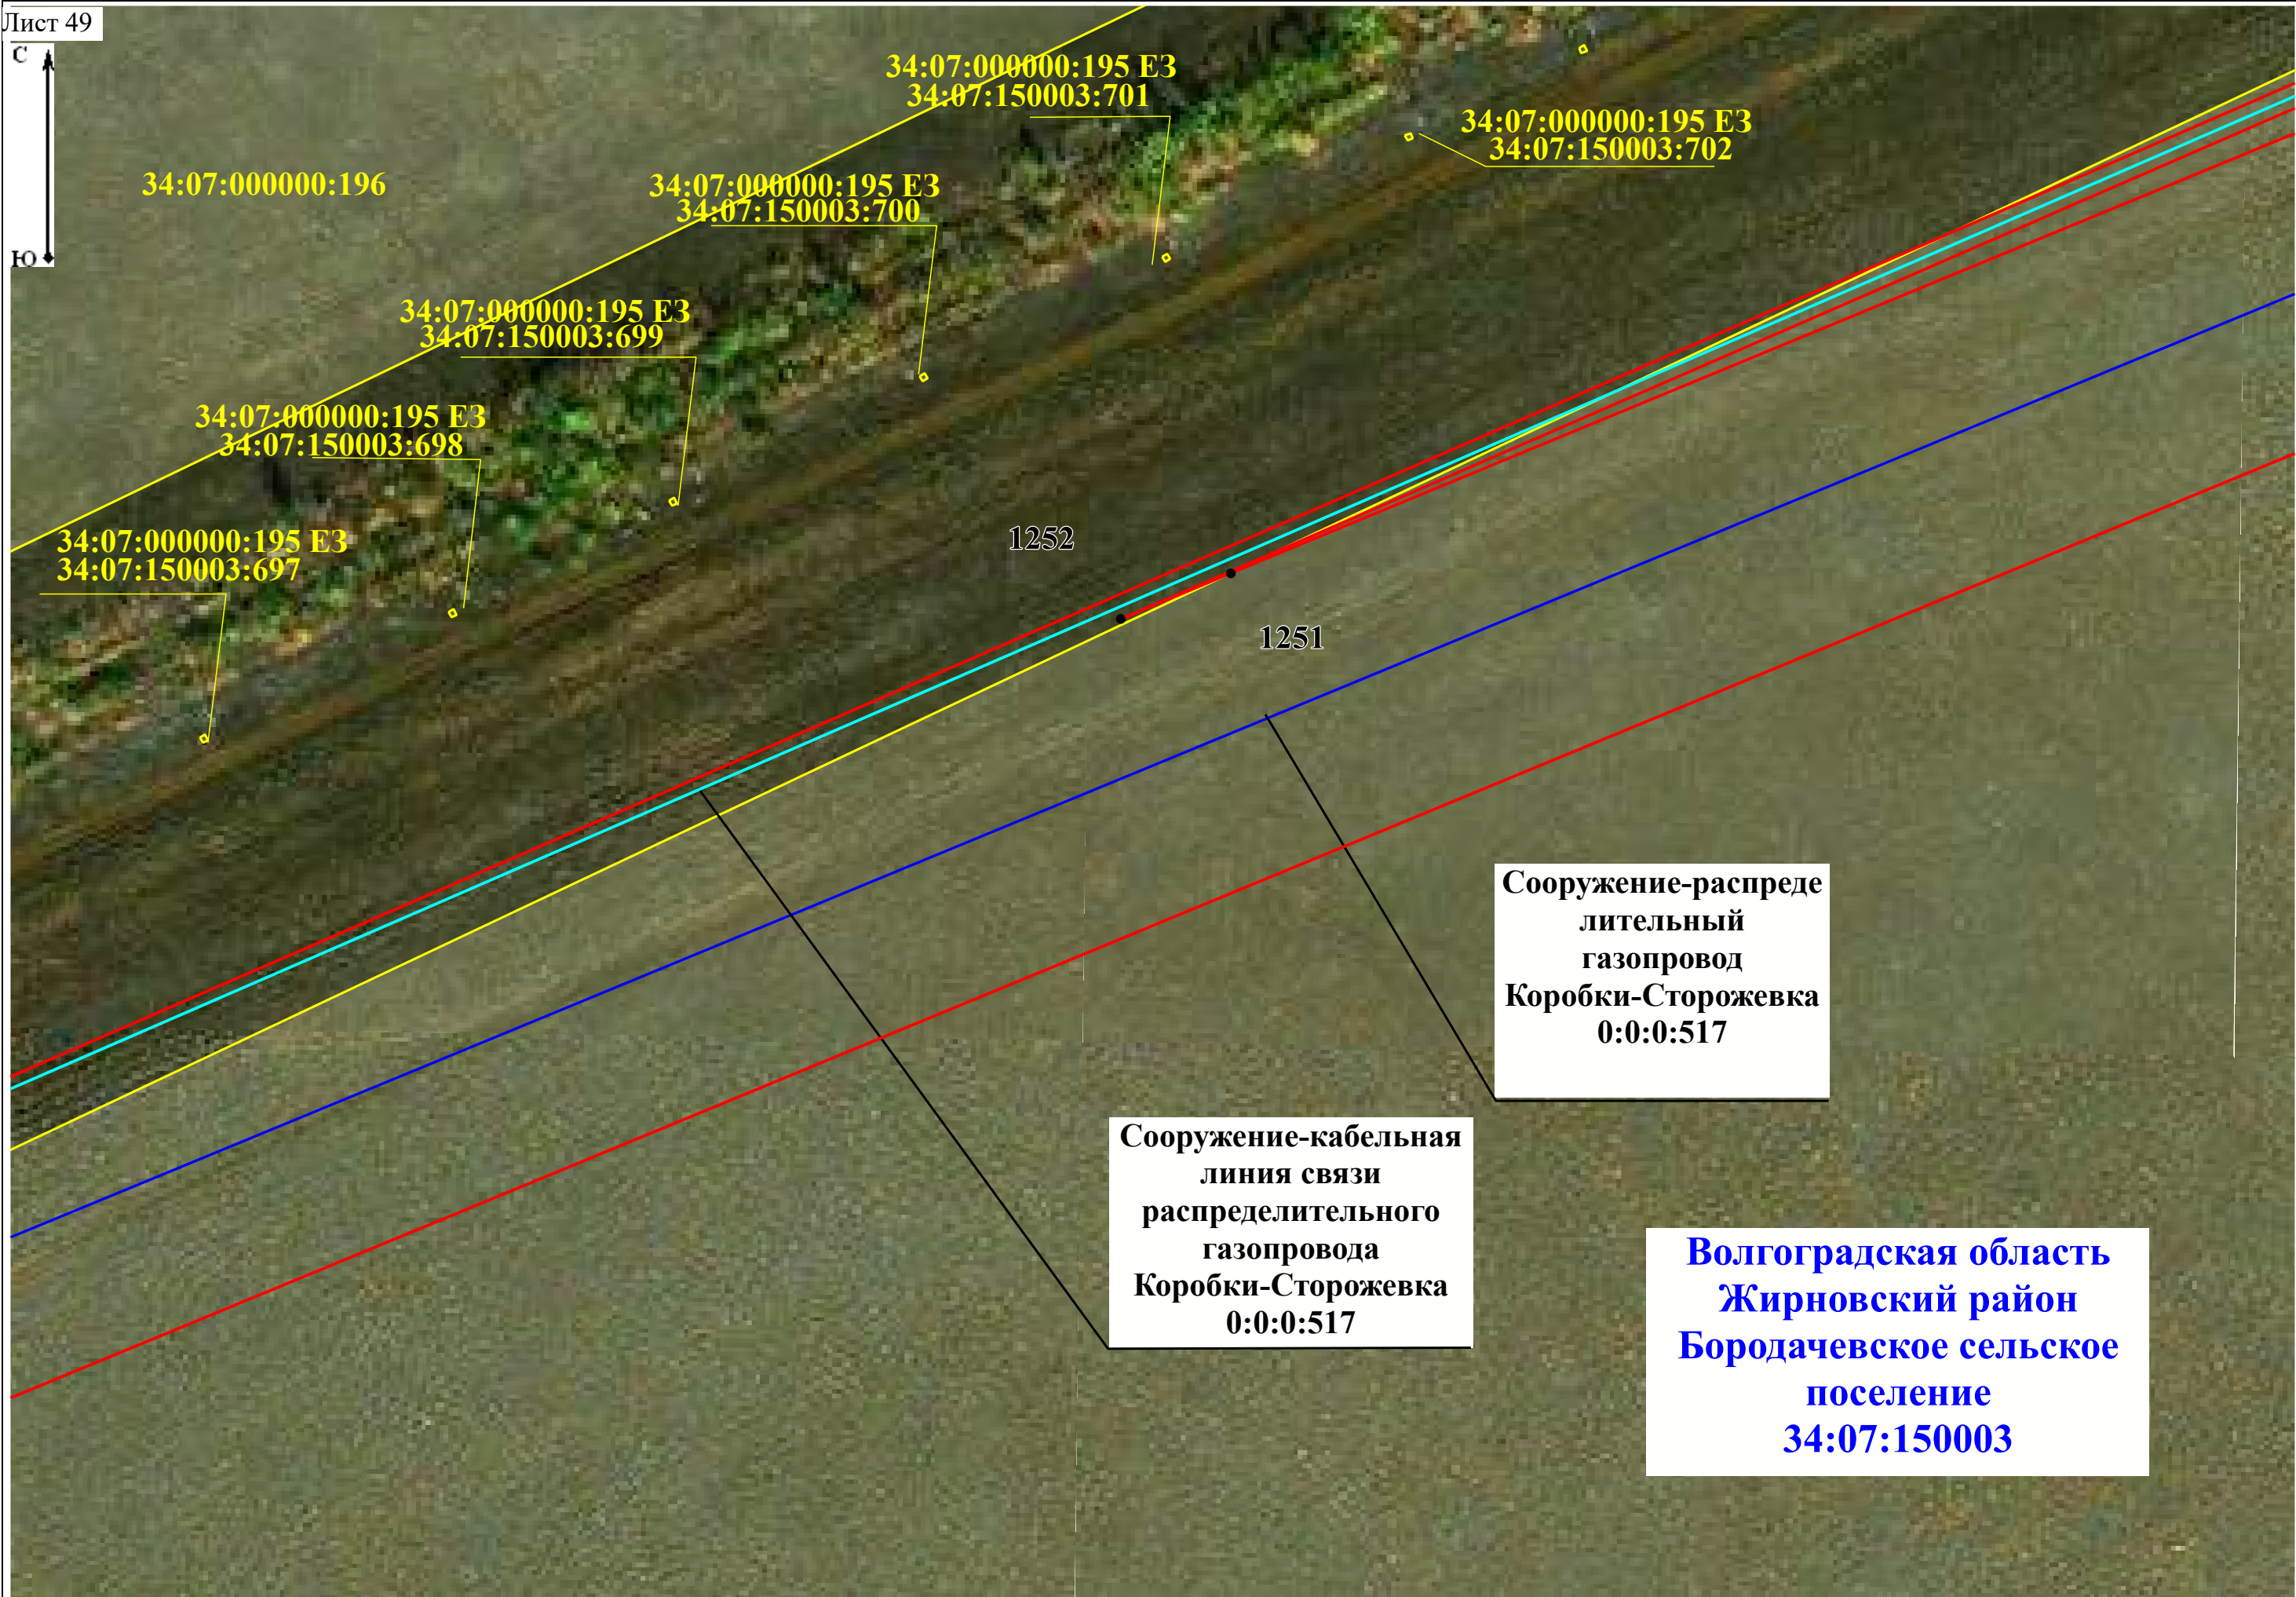 Лист 49
С
Ю
34:07:000000:196
34:07:000000:195 ЕЗ
34:07:150003:701
34:07:000000:195 ЕЗ
34:07:150003:702
34:07:000000:195 ЕЗ
34:07:150003:700
34:07:000000:195 ЕЗ
34:07:150003:699
34:07:000000:195 ЕЗ
34:07:150003:698
34:07:000000:195 ЕЗ
34:07:150003:697
1252
1251
Сооружение-распреде
лительный
газопровод
Коробки-Сторожевка
0:0:0:517
Сооружение-кабельная
линия связи
распределительного
газопровода
Коробки-Сторожевка
0:0:0:517
Волгоградская область
Жирновский район
Бородачевское сельское
поселение
34:07:150003